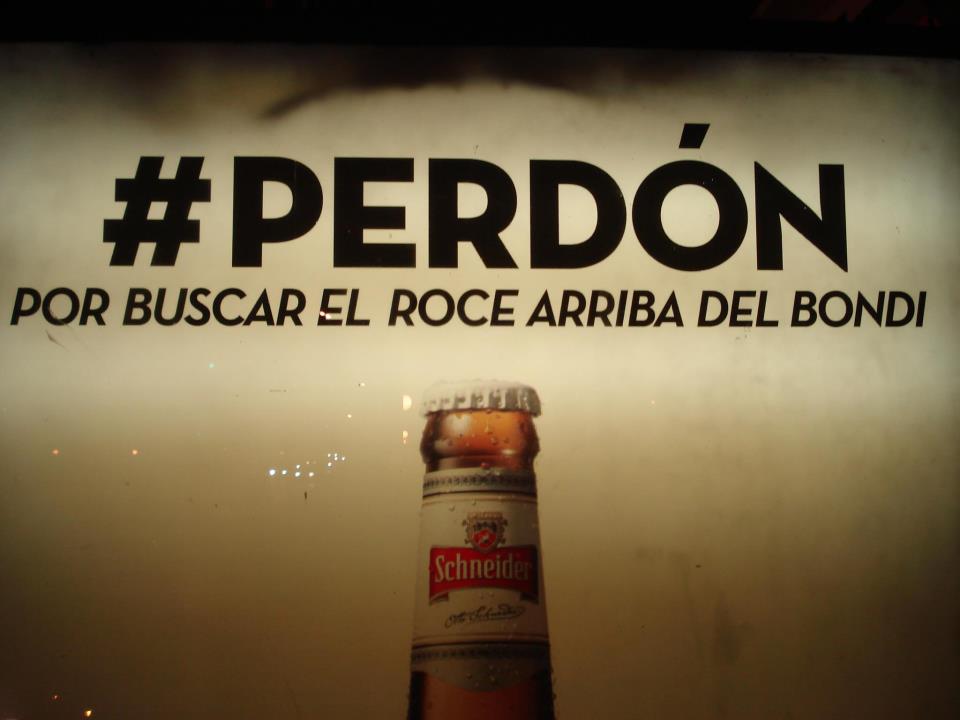 #PERDÓN
POR BUSCAR EL ROCE ARRIBA DEL BONDI
Schneider